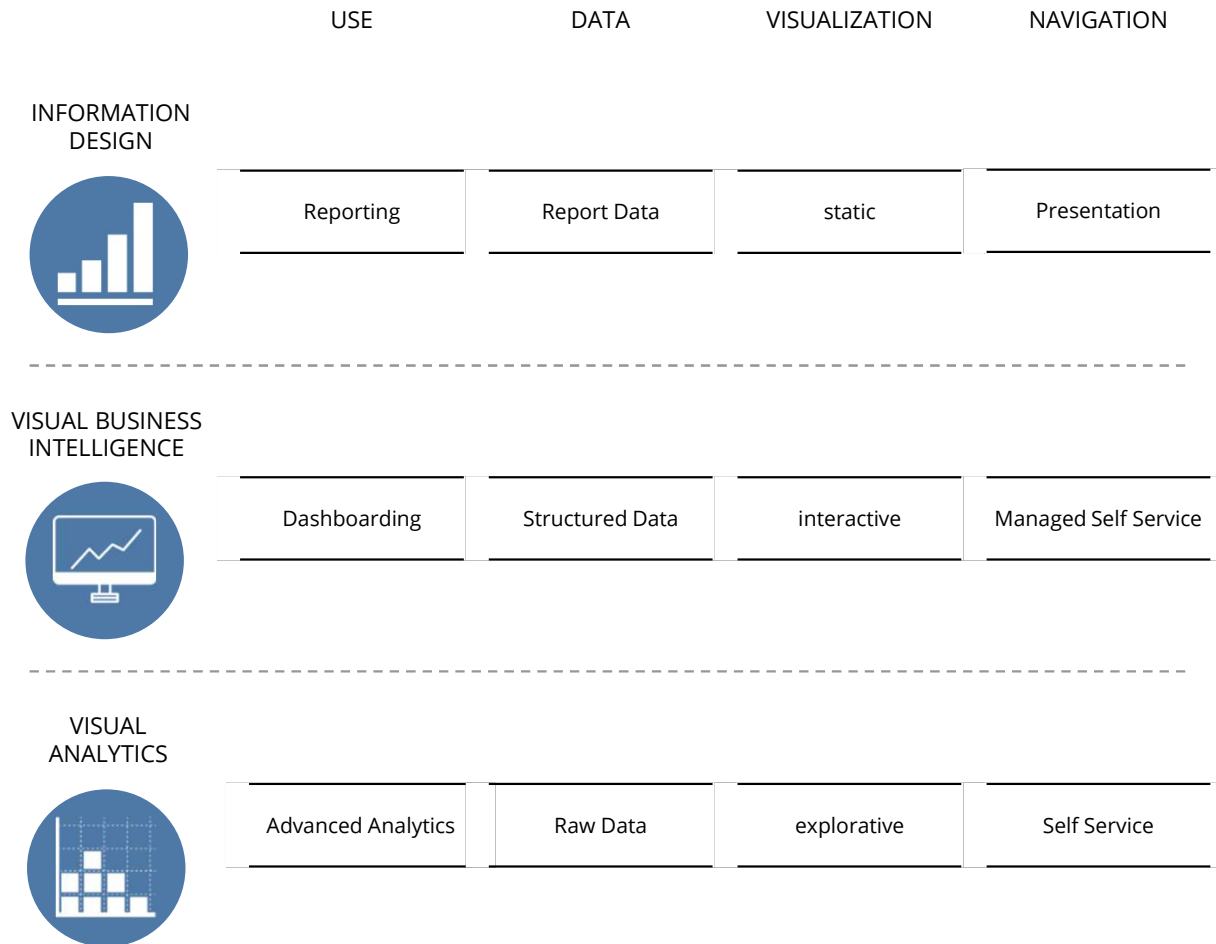 USE DATA VISUALIZATION NAVIGATION
INFORMATION
DESIGN
Reporting Report Data static Presentation
VISUAL BUSINESS
INTELLIGENCE
Dashboarding Structured Data interactive Managed Self Service
VISUAL
ANALYTICS
Advanced Analytics Raw Data explorative Self Service